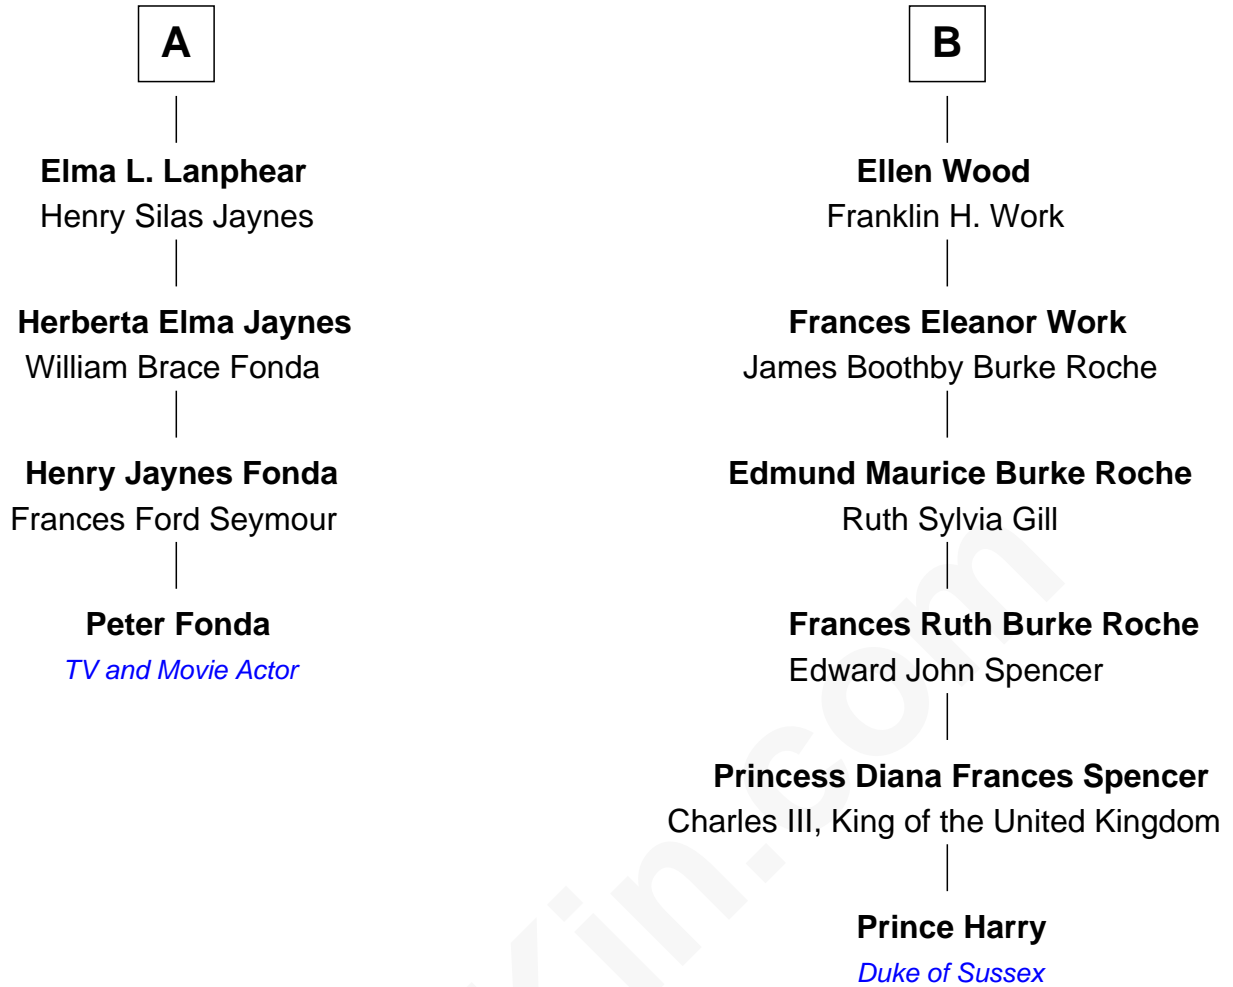 A
Elma L. Lanphear
Henry Silas Jaynes
Herberta Elma Jaynes
William Brace Fonda
Henry Jaynes Fonda
Frances Ford Seymour
Peter Fonda
TV and Movie Actor
B
Ellen Wood
Franklin H. Work
Frances Eleanor Work
James Boothby Burke Roche
Edmund Maurice Burke Roche
Ruth Sylvia Gill
Frances Ruth Burke Roche
Edward John Spencer
Princess Diana Frances Spencer
Charles III, King of the United Kingdom
Prince Harry
Duke of Sussex